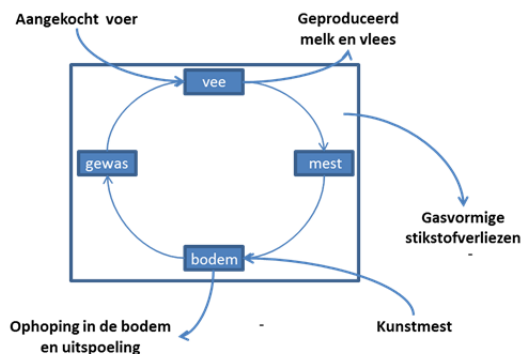 Aangekocht voer
Geproduceerd
melk en vlees
vee
gewas
mest
Gasvormige
stikstofverliezen
-
bodem
Ophoping in de bodem
en uitspoeling
-
Kunstmest